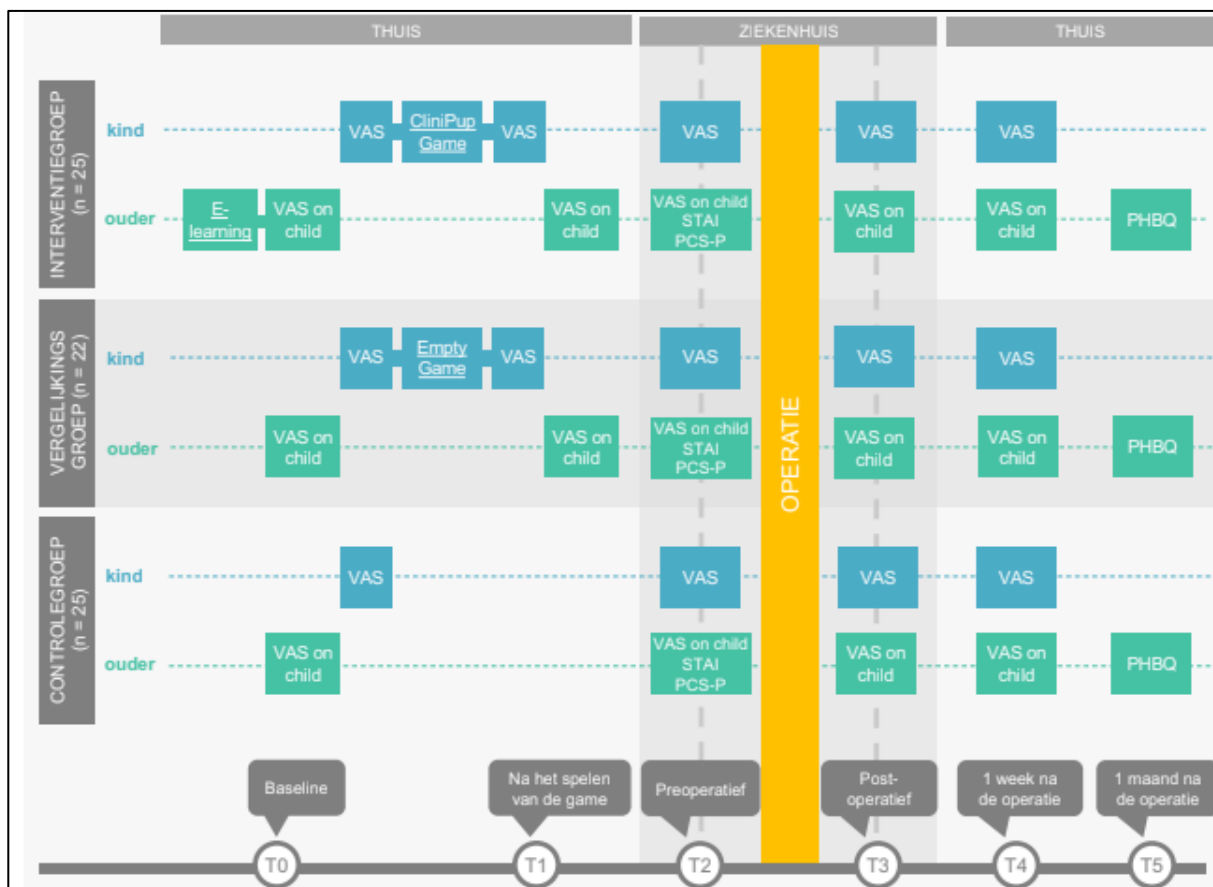 THUIS
ZIEKENHUIS
THUIS
INTERVENTIEGROEP
(n = 25)
kind
VAS
CliniPup
Game
VAS
VAS
VAS
VAS
ouder
E-
learning
VAS on
child
VAS on
child
VAS on child
STAI
PCS-P
VAS on
child
VAS on
child
PHBQ
VERGELIJKINGS
GROEP (n = 22)
kind
VAS
Empty
Game
VAS
VAS
VAS
VAS
ouder
VAS on
child
VAS on
child
VAS on child
STAI
PCS-P
VAS on
child
VAS on
child
PHBQ
OPERATIE
CONTROLEGROEP
(n = 25)
kind
VAS
VAS
VAS
VAS
ouder
VAS on
child
VAS on child
STAI
PCS-P
VAS on
child
VAS on
child
PHBQ
Baseline
Na het spelen
van de game
Preoperatief
Post-
operatief
1 week na
de operatie
1 maand na
de operatie
T0
T1
T2
T3
T4
T5